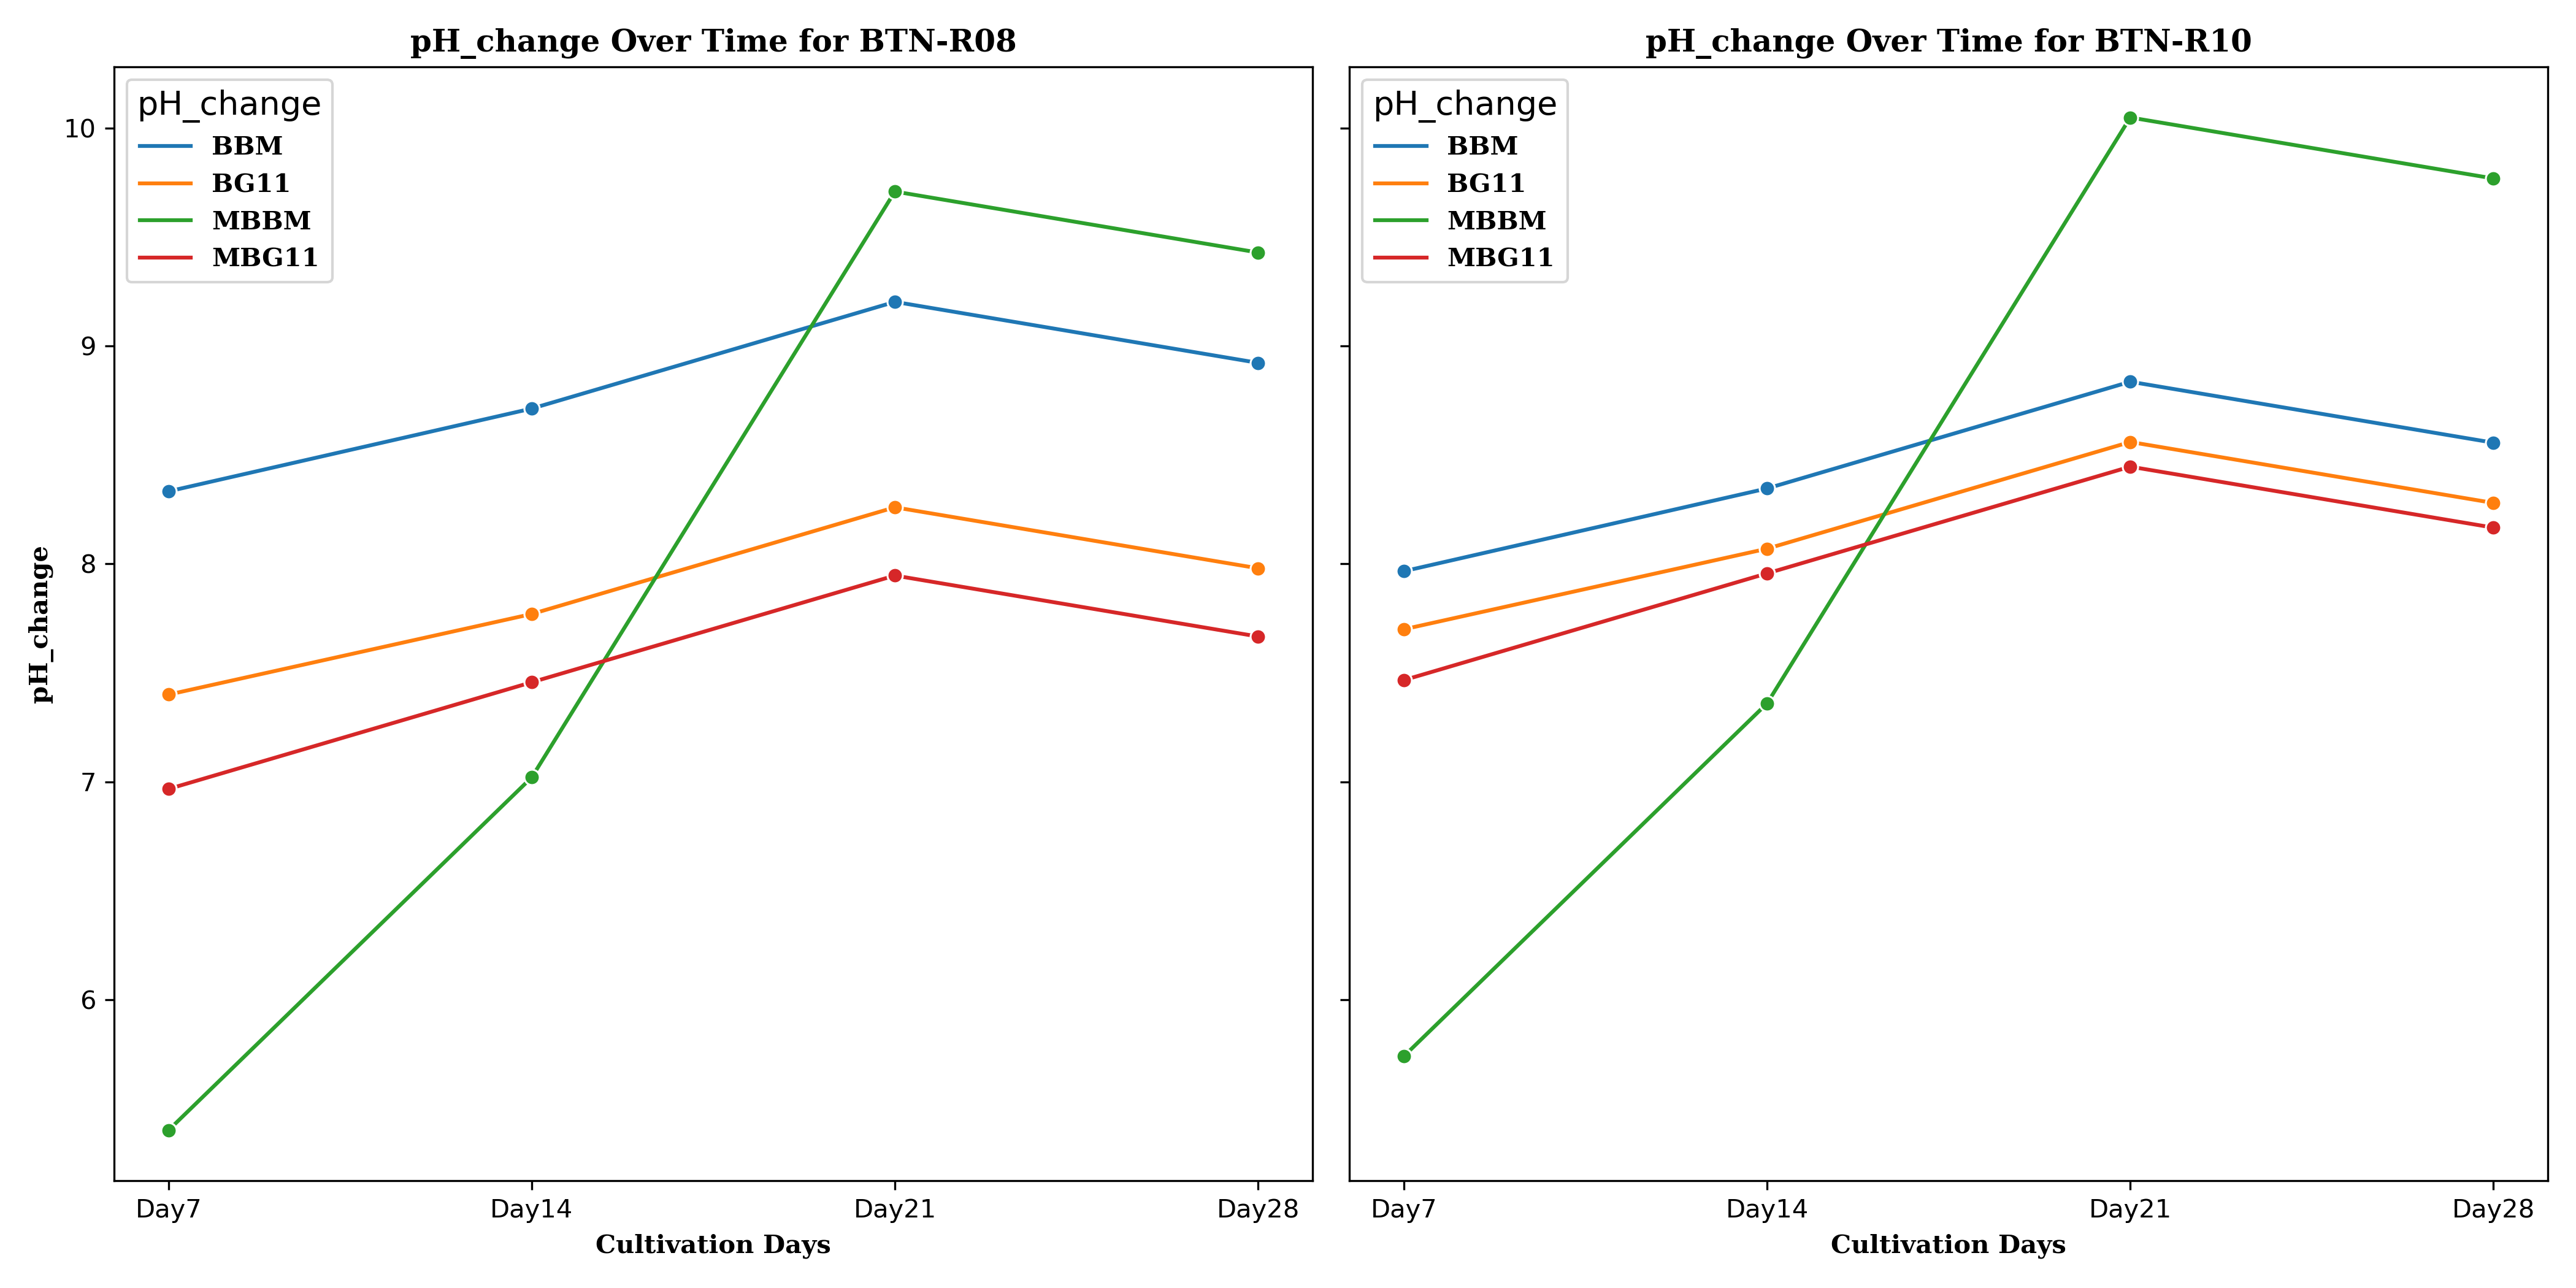 pH_change Over Time for BTN-R08
pH_change
BBM
BG11
MBBM
MBG11
10
9
8
7
6
pH_change
Day7 Day14 Day21 Day28
Cultivation Days
pH_change Over Time for BTN-R10
pH_change
BBM
BG11
MBBM
MBG11
Day7 Day14 Day21 Day28
Cultivation Days